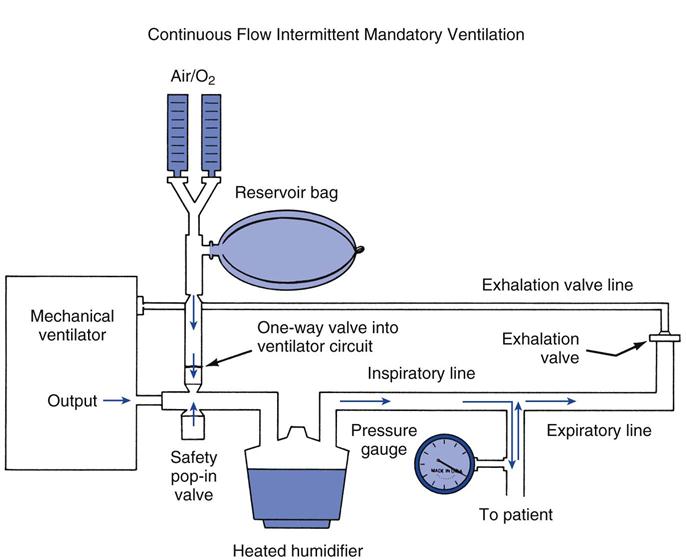 Continuous Flow Intermittent Mandatory Ventilation
Air/O₂
Reservoir bag
Exhalation valve line
Mechanical
ventilator
One-way valve into
ventilator circuit
Exhalation
valve
Inspiratory line
Output
Pressure
gauge
Expiratory line
MADE IN U.S.A.
Safety
pop-in
valve
To patient
Heated humidifier